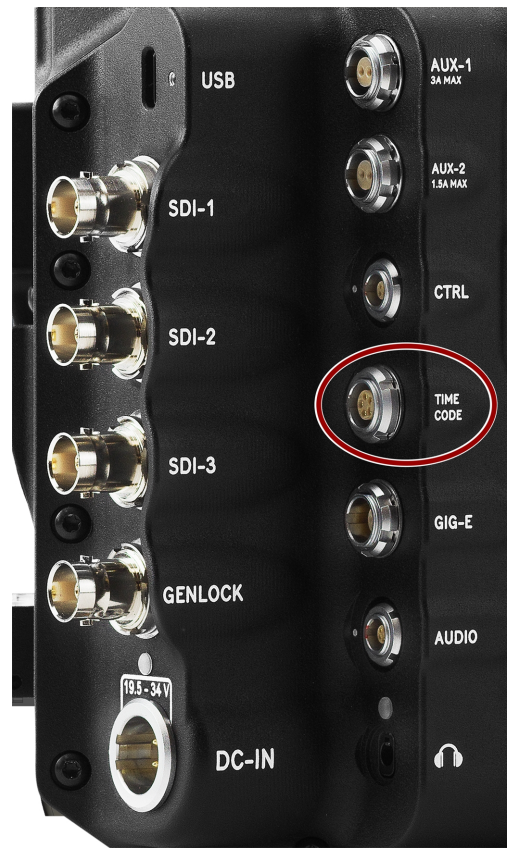 USB
SDI-1
SDI-2
SDI-3
GENLOCK
19.5 - 34 V
DC-IN
AUX-1
3A MAX
AUX-2
1.5A MAX
CTRL
TIME
CODE
GIG-E
AUDIO